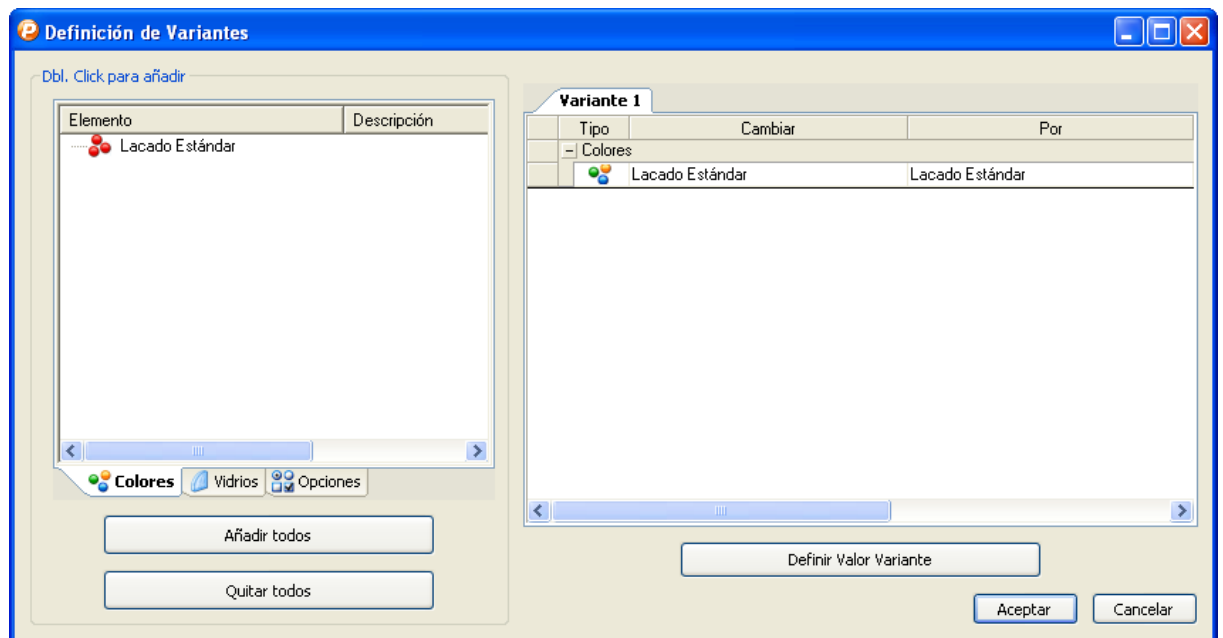 Definición de Variantes
Dbl. Click para añadir
Elemento Descripción
Lacado Estándar
Colores Vidrios Opciones
Añadir todos
Quitar todos
Variante 1
Tipo Cambiar Por
Colores
Lacado Estándar Lacado Estándar
Definir Valor Variante
Aceptar Cancelar